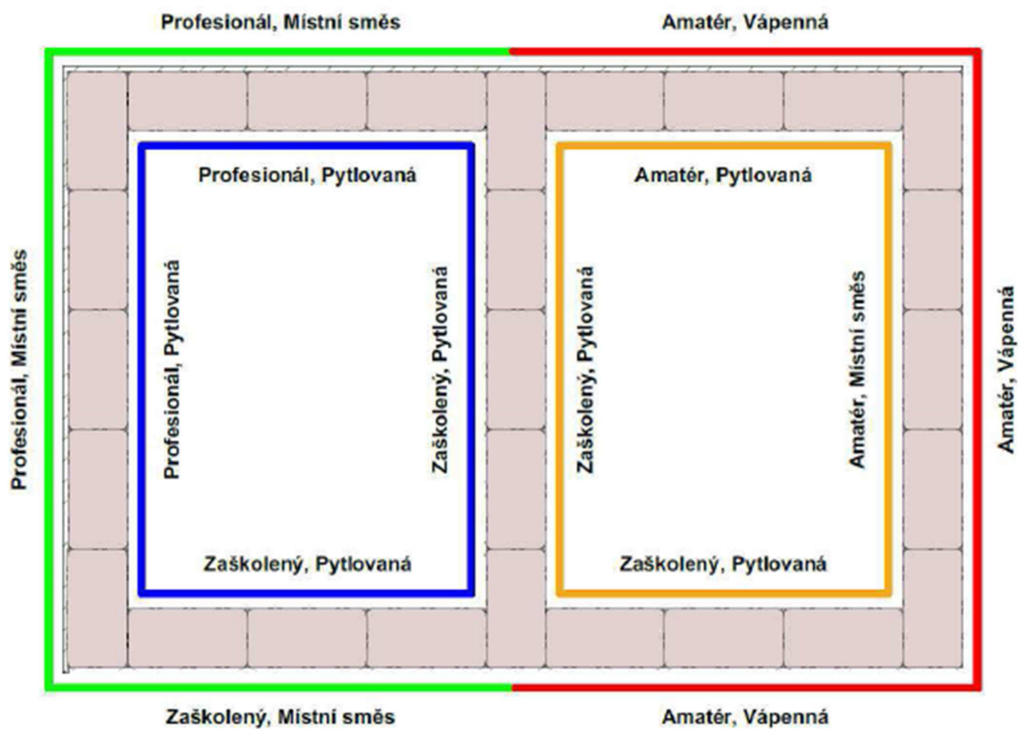 Profesionál, Místní směs
Amatér, Vápenná
Profesionál, Pytlovaná
Amatér, Pytlovaná
Profesionál, Místní směs
Profesionál, Pytlovaná
Zaškolený, Pytlovaná
Zaškolený, Pytlovaná
Amatér, Místní směs
Amatér, Vápenná
Zaškolený, Pytlovaná
Zaškolený, Pytlovaná
Zaškolený, Místní směs
Amatér, Vápenná